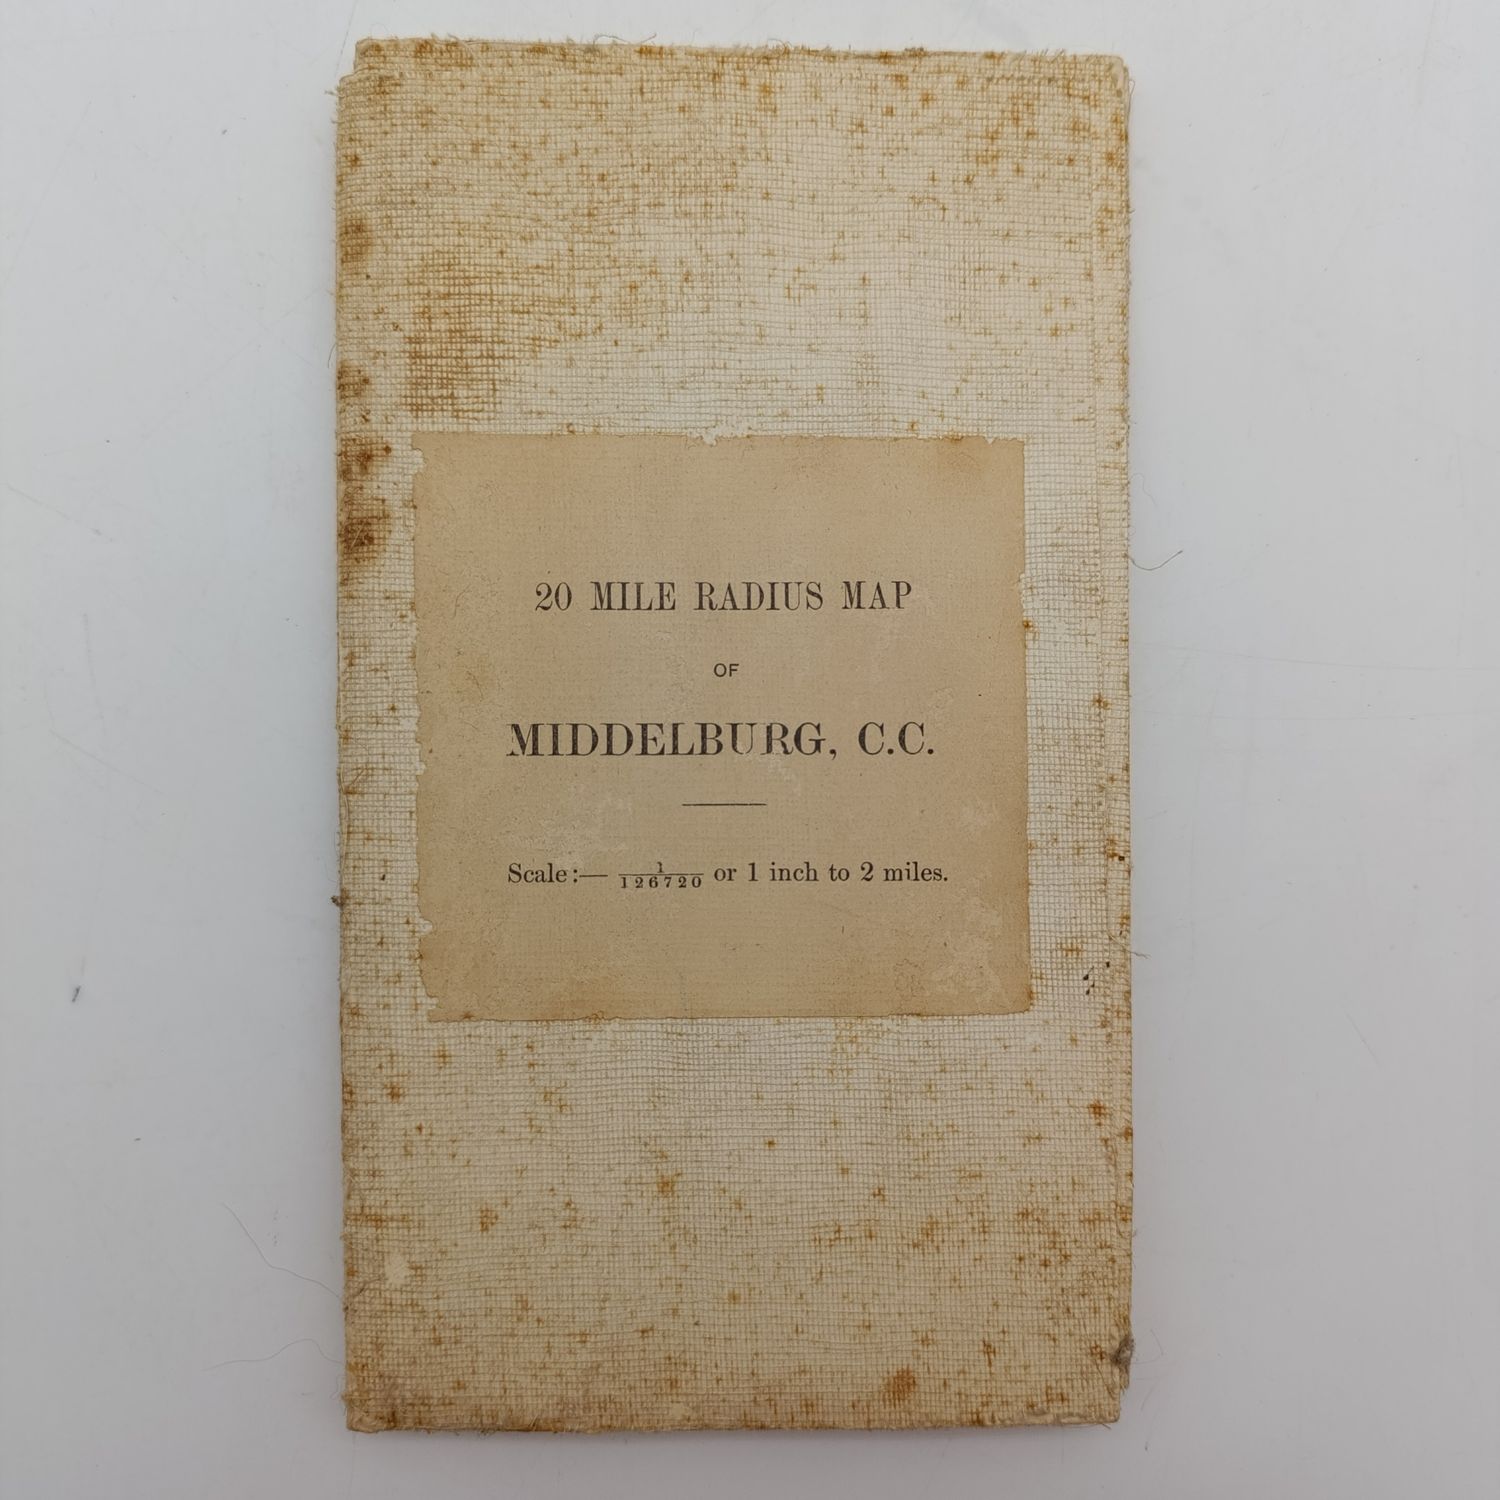 20 MILE RADIUS MAP
OF
MIDDELBURG, C.C.
Scale:— 1/126720 or 1 inch to 2 miles.